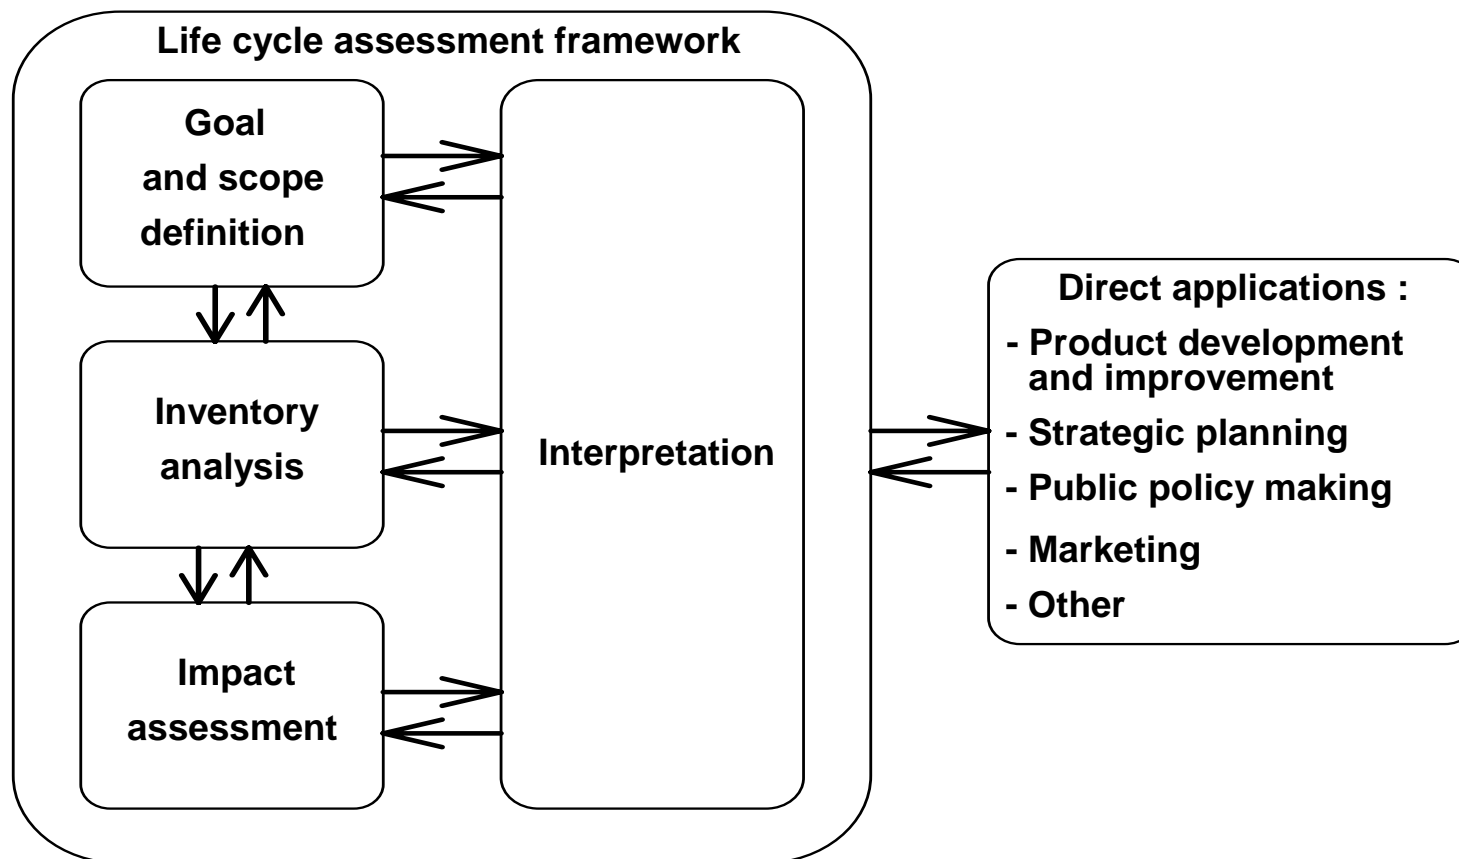 Life cycle assessment framework
Goal
and scope
definition
Inventory
analysis
Impact
assessment
Interpretation
Direct applications :
- Product development
and improvement
- Strategic planning
- Public policy making
- Marketing
- Other